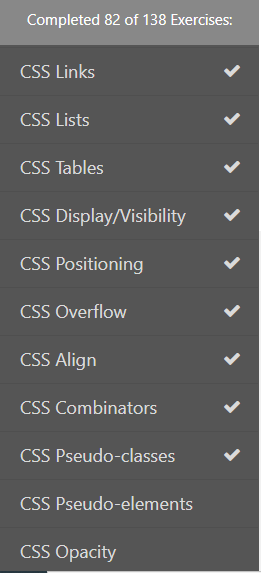 Completed 82 of 138 Exercises:
CSS Links
CSS Lists
CSS Tables
CSS Display/Visibility
CSS Positioning
CSS Overflow
CSS Align
CSS Combinators
CSS Pseudo-classes
CSS Pseudo-elements
CSS Opacity